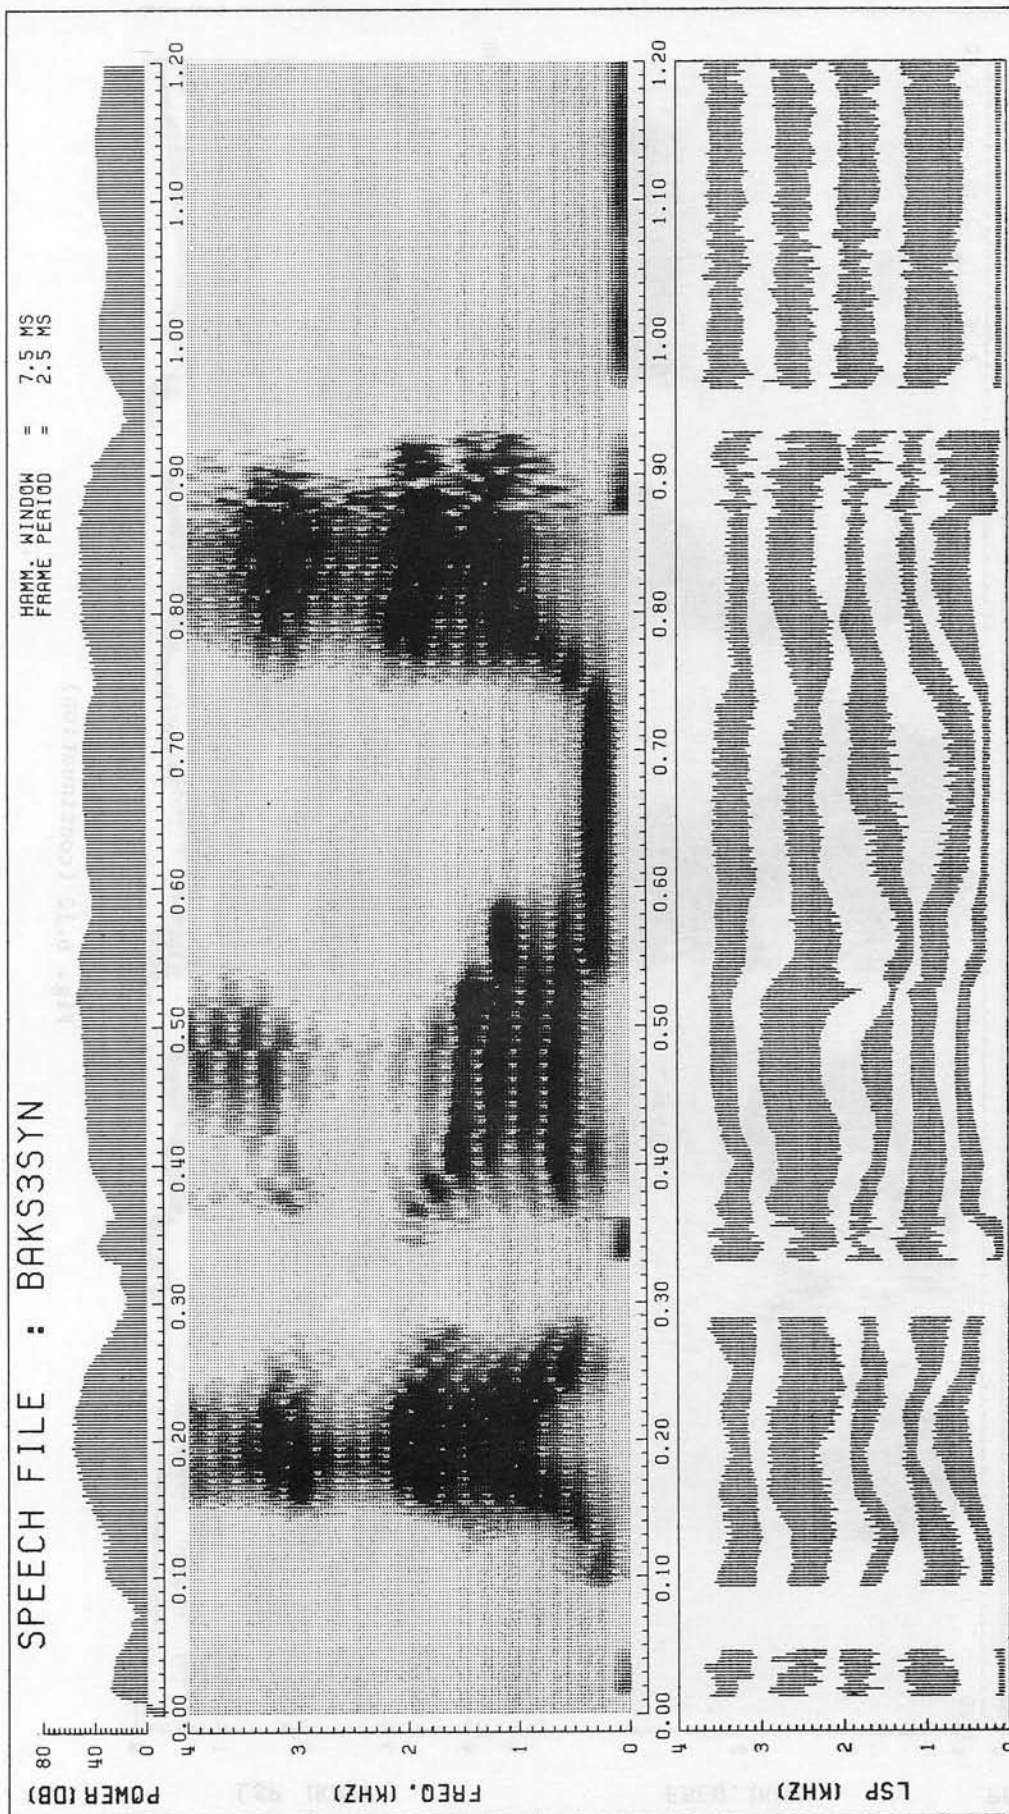 SPEECH FILE : BAKS3SYN
HAMM. WINDOW = 7.5 MS
FRAME PERIOD = 2.5 MS
POWER(DB)
80
40
0
0.00 0.10 0.20 0.30 0.40 0.50 0.60 0.70 0.80 0.90 1.00 1.10 1.20
FREQ. (KHZ)
4
3
2
1
0
0.00 0.10 0.20 0.30 0.40 0.50 0.60 0.70 0.80 0.90 1.00 1.10 1.20
LSP (KHZ)
4
3
2
1
0